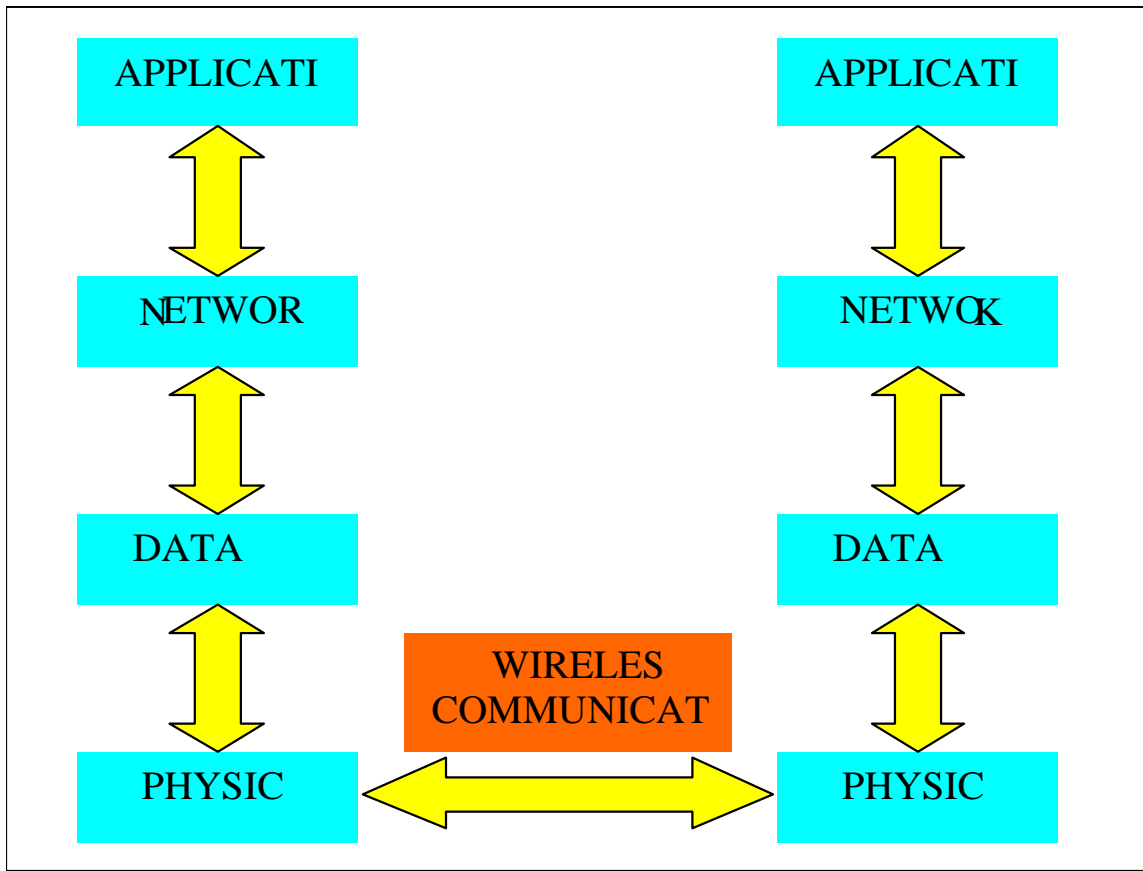 APPLICATI
NETWOR
DATA
PHYSIC
WIRELES
COMMUNICAT
APPLICATI
NETWOK
DATA
PHYSIC